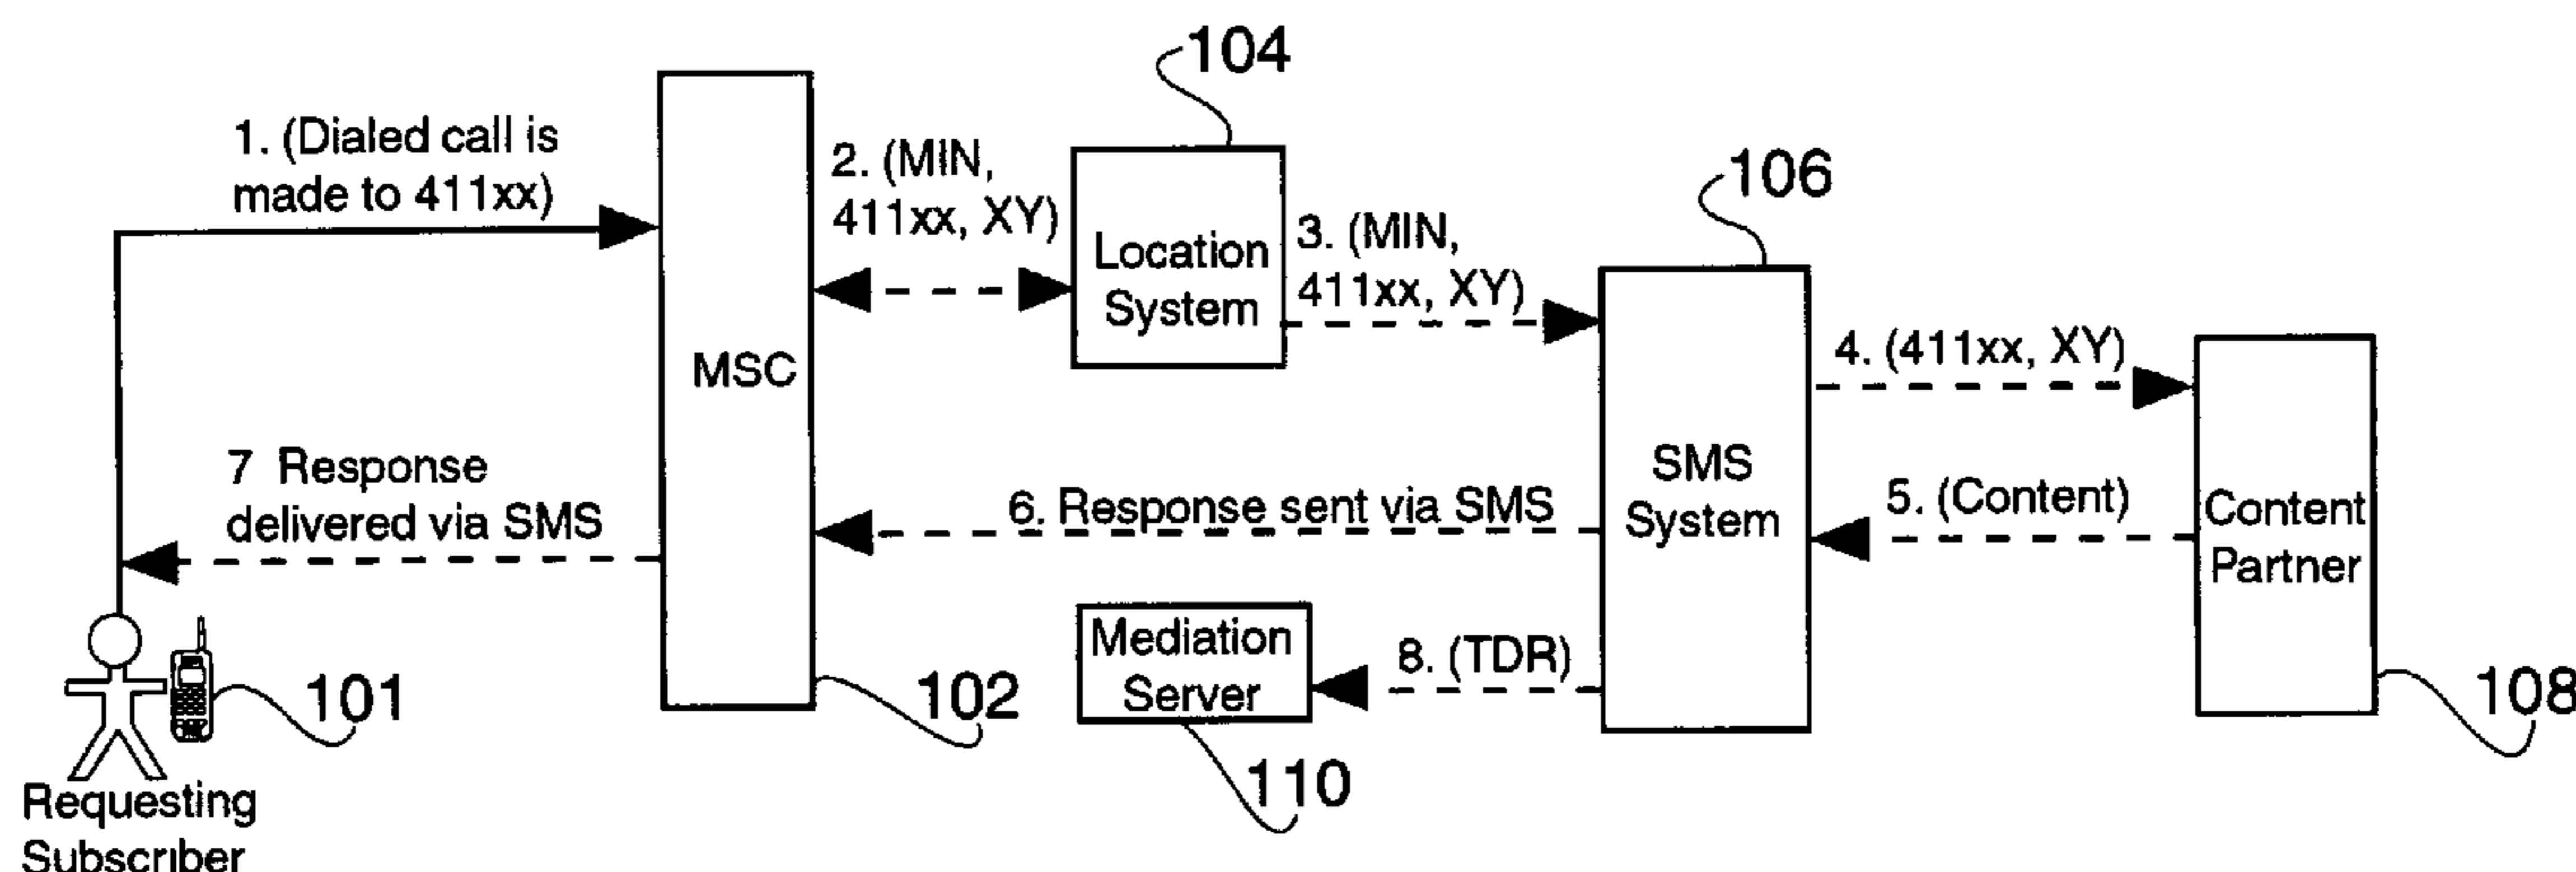 104
1. (Dialed call is
made to 411xx)
2. (MIN,
411xx, XY)
106
Location
System
3. (MIN,
411xx, XY)
MSC
4. (411xx, XY)
7 Response
delivered via SMS
6. Response sent via SMS
SMS
System
5. (Content)
Content
Partner
Mediation
Server
8. (TDR)
101
102
108
110
Requesting
Subscriber